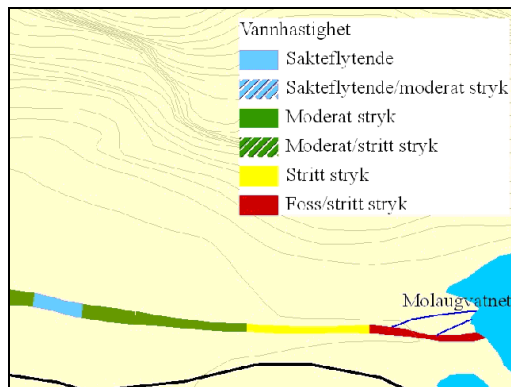 Vannhastighet
Sakteflytende
Sakteflytende/moderat stryk
Moderat stryk
Moderat/stritt stryk
Stritt stryk
Foss/stritt stryk
Molaugvatnet